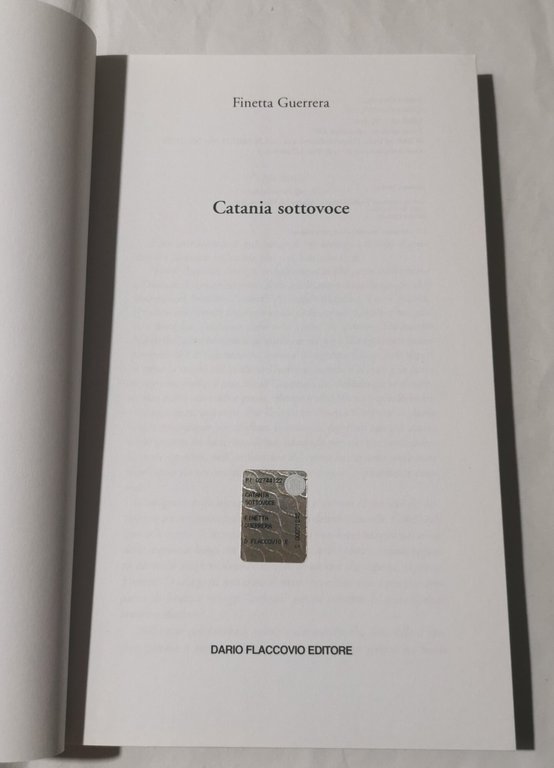 Finetta Guerrera
Catania sottovoce
CATANIA
SOTTOVOCE
FINETTA
GUERRERA
D FLACCOVIO E
DARIO FLACCOVIO EDITORE